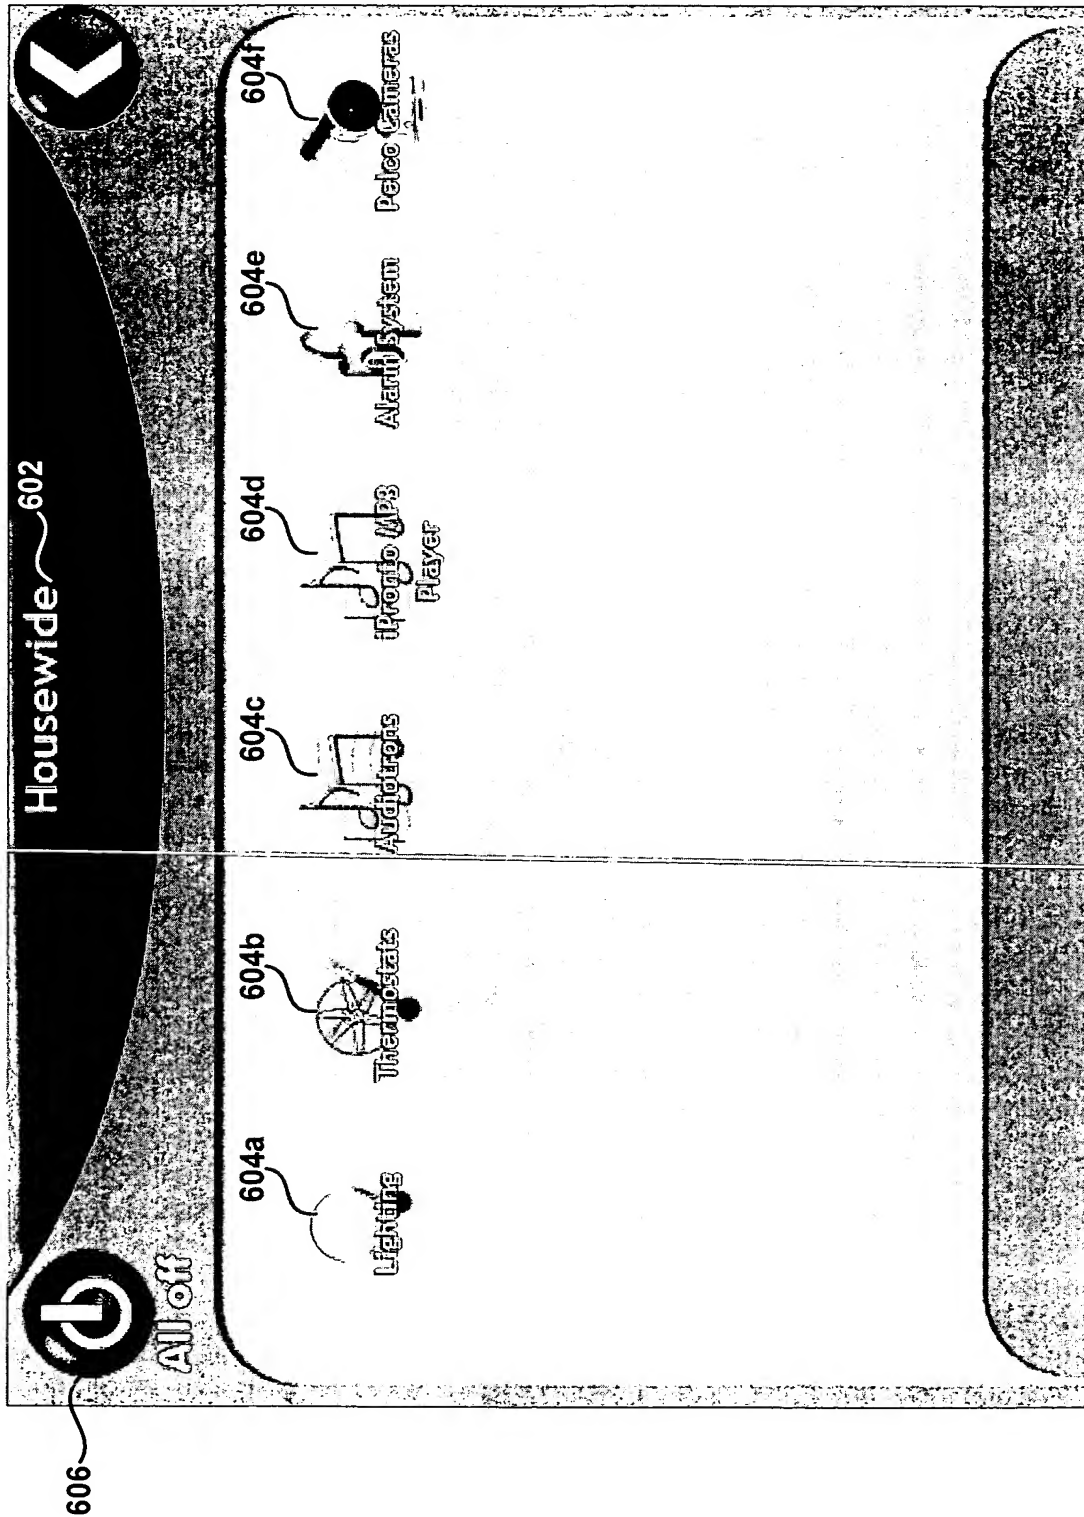 606
All off
Housewide 602
604a
Lighting
604b
Thermostats
604c
Audiotrons
604d
iPronto MP3
Player
604e
Alarm System
604f
Pelco Cameras